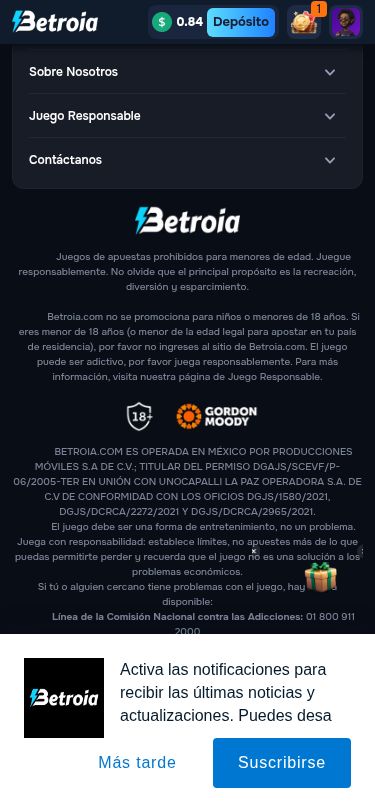 Betroia
$ 0.84 Depósito
1
Sobre Nosotros
Juego Responsable
Contáctanos
Betroia
Juegos de apuestas prohibidos para menores de edad. Juegue
responsablemente. No olvide que el principal propósito es la recreación,
diversión y esparcimiento.
Betroia.com no se promociona para niños o menores de 18 años. Si
eres menor de 18 años (o menor de la edad legal para apostar en tu país
de residencia), por favor no ingreses al sitio de Betroia.com. El juego
puede ser adictivo, por favor juega responsablemente. Para más
información, visita nuestra página de Juego Responsable.
18+ GORDON
MOODY
BETROIA.COM ES OPERADA EN MÉXICO POR PRODUCCIONES
MÓVILES S.A DE C.V.; TITULAR DEL PERMISO DGAJS/SCEVF/P-
06/2005-TER EN UNIÓN CON UNOCAPALLI LA PAZ OPERADORA S.A. DE
C.V DE CONFORMIDAD CON LOS OFICIOS DGJS/1580/2021,
DGJS/DCRCA/2272/2021 Y DGJS/DCRCA/2965/2021.
El juego debe ser una forma de entretenimiento, no un problema.
Juega con responsabilidad: establece límites, no apuestes más de lo que
puedas permitirte perder y recuerda que el juego no es una solución a los
problemas económicos.
Si tú o alguien cercano tiene problemas con el juego, hay
disponible:
Línea de la Comisión Nacional contra las Adicciones: 01 800 911
2000
Betroia
Activa las notificaciones para
recibir las últimas noticias y
actualizaciones. Puedes desa
Más tarde
Suscribirse